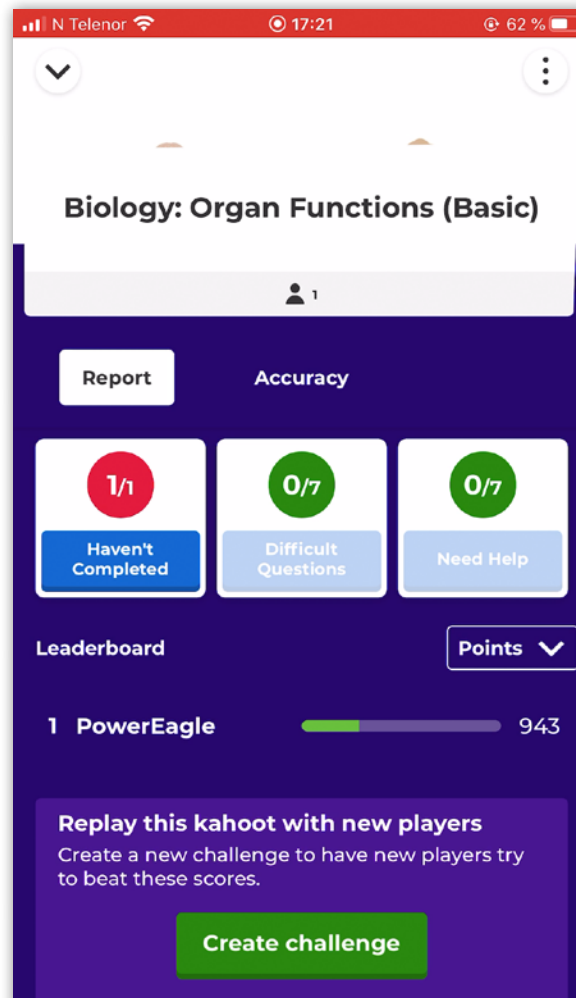 N Telenor 17:21 62 %
Biology: Organ Functions (Basic)
1
Report Accuracy
1/1 0/7 0/7
Haven't Difficult Need Help
Completed Questions
Leaderboard Points
1 PowerEagle 943
Replay this kahoot with new players
Create a new challenge to have new players try
to beat these scores.
Create challenge